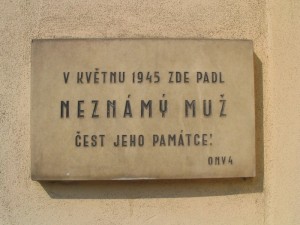 V KVĚTNU 1945 ZDE PADL
NEZNÁMÝ MUŽ
ČEST JEHO PAMÁTCE!
ONV4